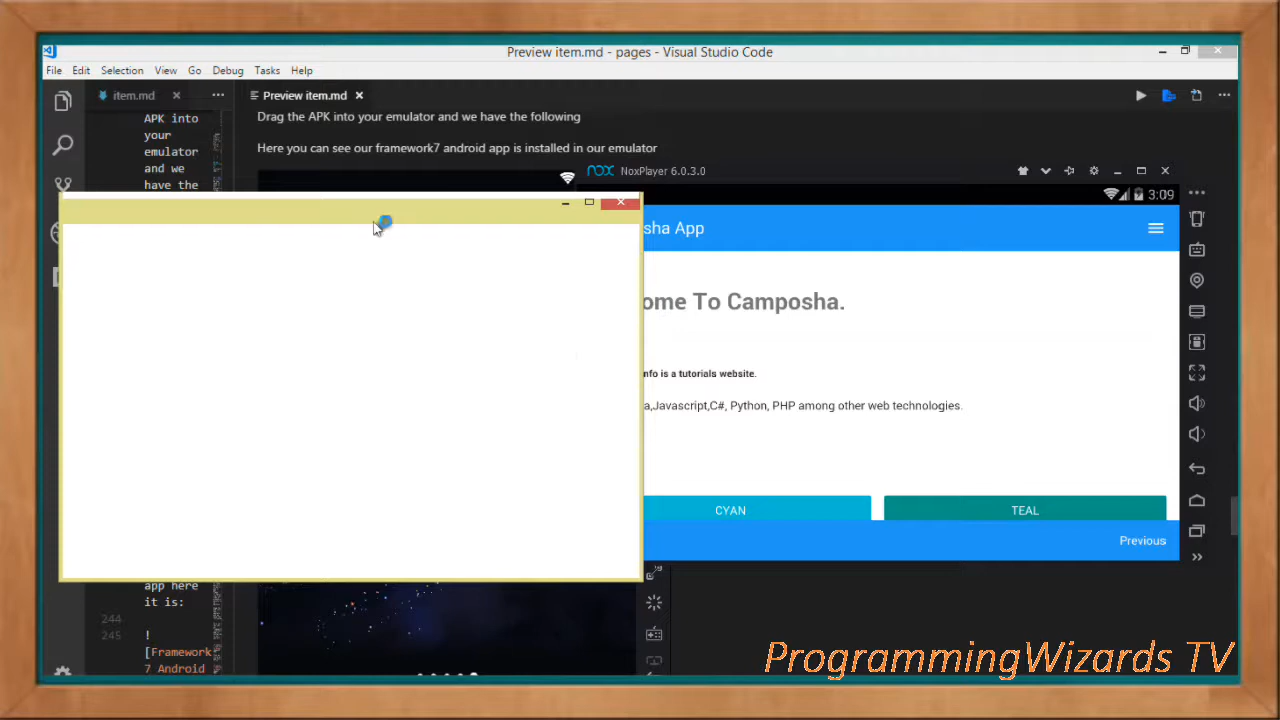 Preview item.md - pages - Visual Studio Code
File Edit Selection View Go Debug Tasks Help
item.md
Preview item.md
APK into
your
emulator
and we
have the
Drag the APK into your emulator and we have the following
Here you can see our framework7 android app is installed in our emulator
nox NoxPlayer 6.0.3.0
3:09
sha App
ome To Camposha.
nfo is a tutorials website.
a,Javascript,C#, Python, PHP among other web technologies.
CYAN
TEAL
Previous
app here
it is:
244
245 !
[Framework
7 Android
ProgrammingWizards TV